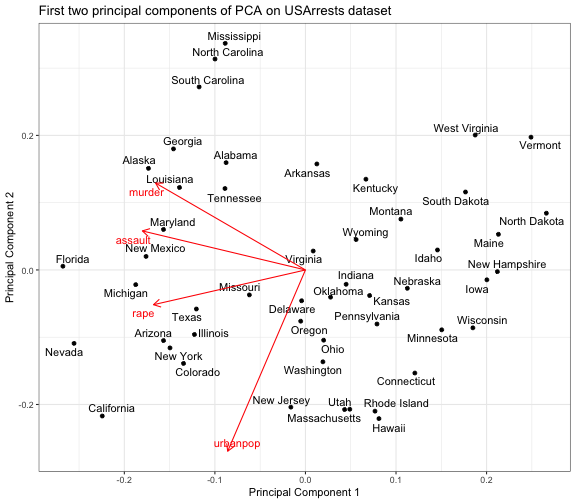 First two principal components of PCA on USArrests dataset
Mississippi
North Carolina
South Carolina
0.2
West Virginia
Vermont
Georgia
Alaska
Alabama
Arkansas
Louisiana
murder
Tennessee
Kentucky
South Dakota
Montana
North Dakota
Maryland
assault
Wyoming
New Mexico
Maine
Idaho
Virginia
Florida
0.0
New Hampshire
Indiana
Michigan
Missouri
Oklahoma
Nebraska
Iowa
Kansas
rape
Texas
Delaware
Pennsylvania
Wisconsin
Arizona
Illinois
Oregon
Minnesota
Nevada
New York
Ohio
Colorado
Washington
Connecticut
-0.2
California
New Jersey
Utah
Rhode Island
Massachusetts
Hawaii
urbanpop
-0.2
-0.1
0.0
0.1
0.2
Principal Component 1
Principal Component 2